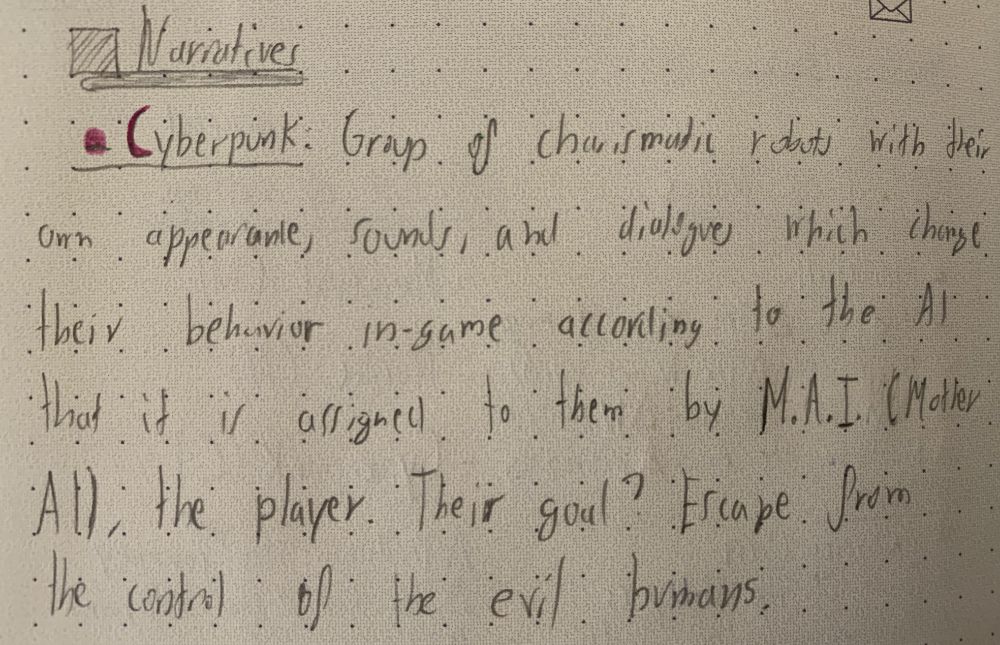 Narratives
Cyberpunk: Group of charismatic robots with their
own appearance, sounds, and dialogues which change
their behavior in-game according to the AI
that it is assigned to them by M.A.I. (Mother
AI), the player. Their goal? Escape from
the control of the evil humans.